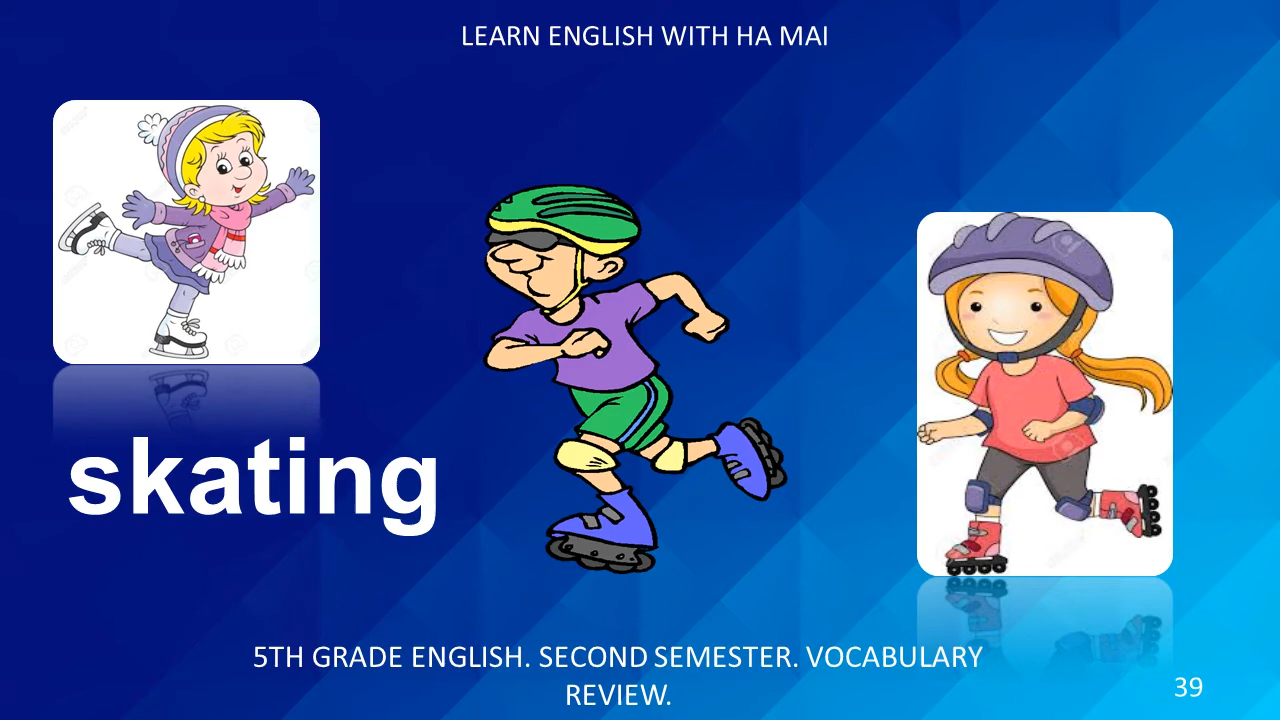 LEARN ENGLISH WITH HA MAI
skating
5TH GRADE ENGLISH. SECOND SEMESTER. VOCABULARY
REVIEW.
39